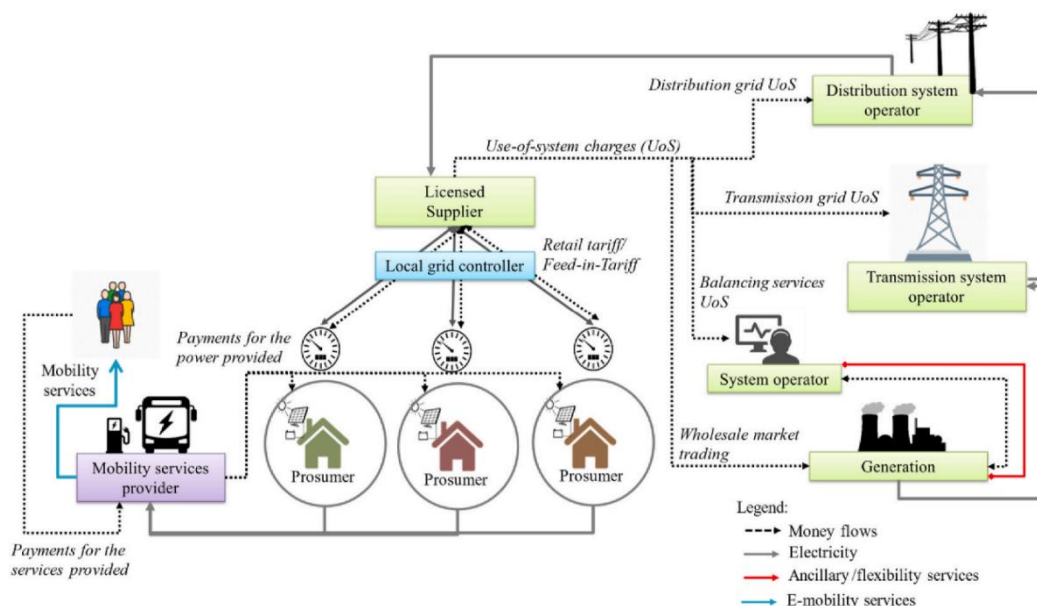 Distribution grid UoS
Distribution system
operator
Use-of-system charges (UoS)
Licensed
Supplier
Transmission grid UoS
Retail tariff/
Feed-in-Tariff
Local grid controller
Transmission system
operator
Balancing services
UoS
Payments for the
power provided
Mobility
services
System operator
Wholesale market
trading
Generation
Prosumer
Prosumer
Prosumer
Mobility services
provider
Payments for the
services provided
Legend:
Money flows
Electricity
Ancillary/flexibility services
E-mobility services